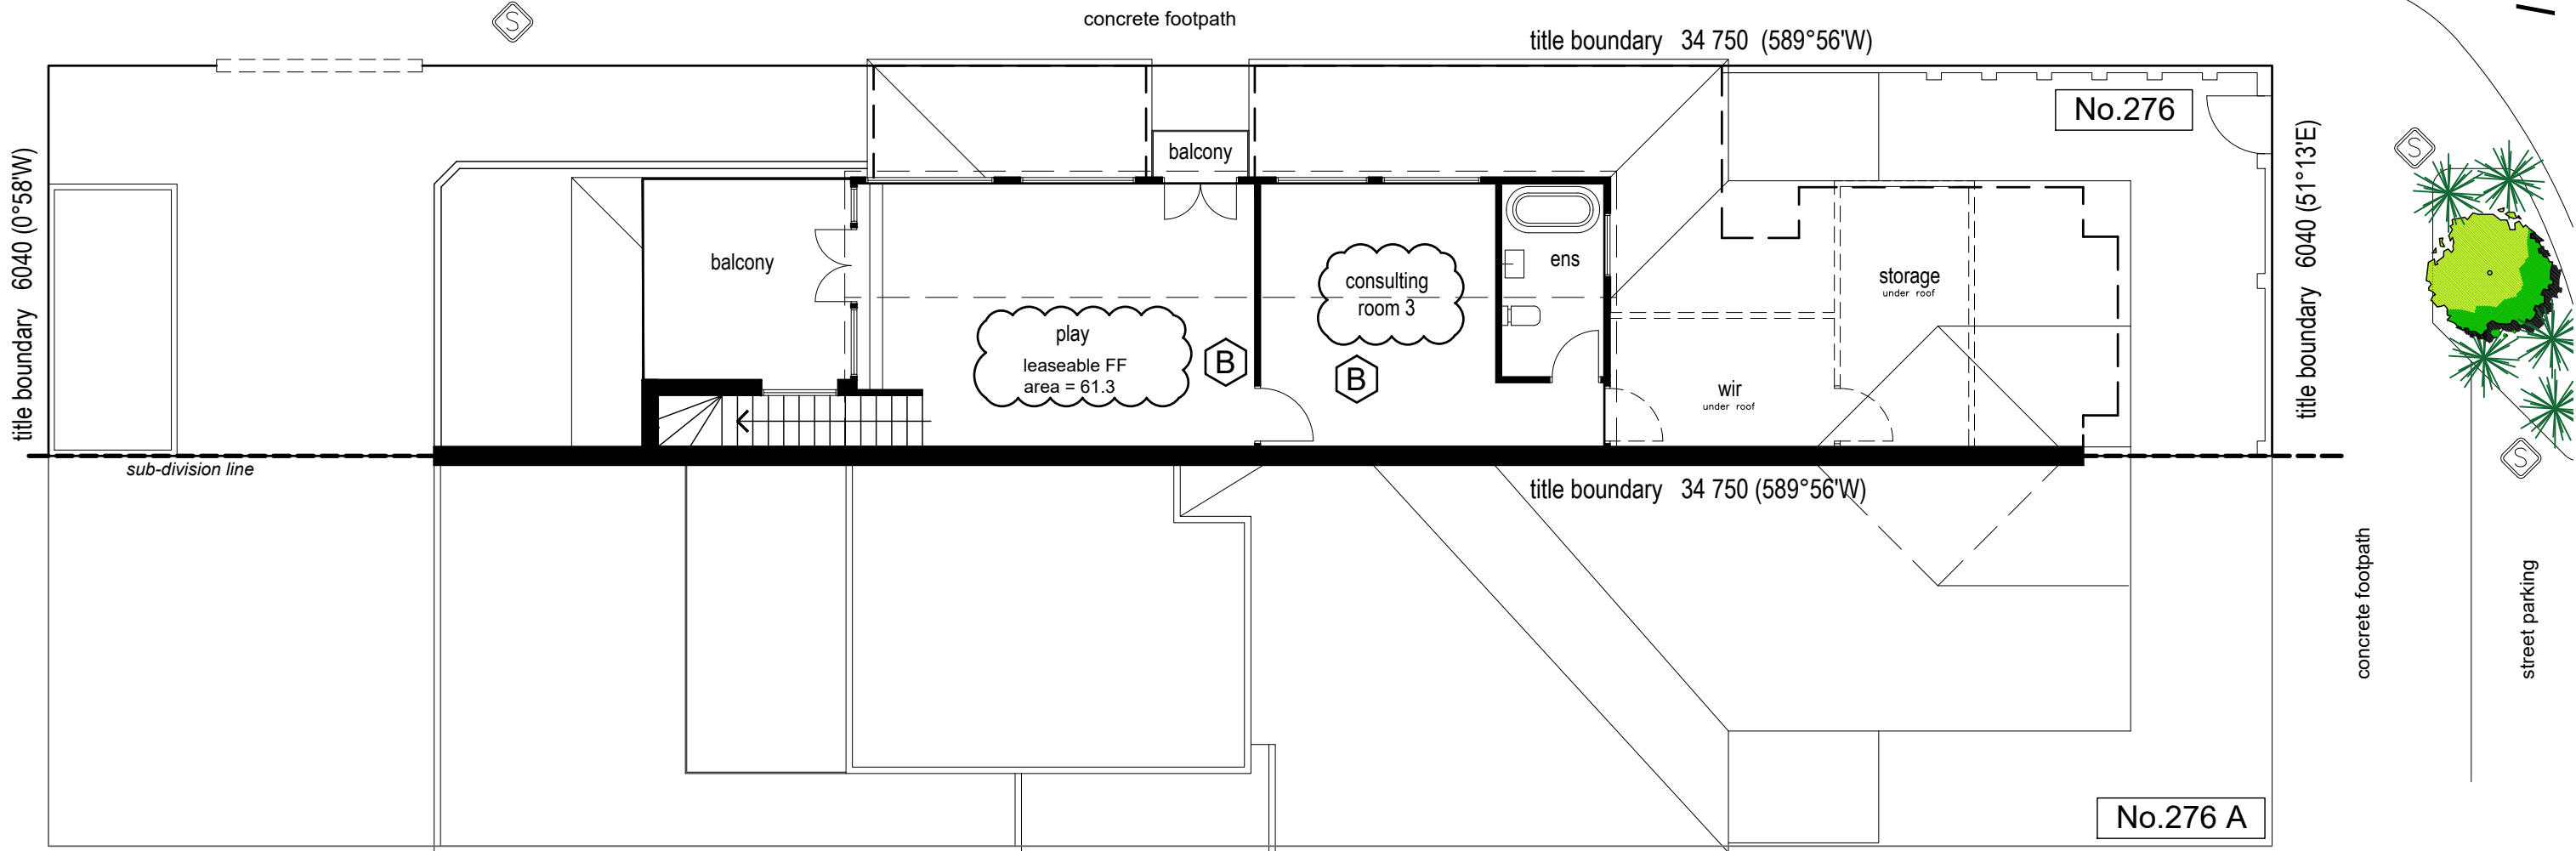 concrete footpath
title boundary 34 750 (589°56'W)
S
No.276
S
balcony
title boundary 6040 (0°58'W)
title boundary 6040 (51°13'E)
balcony
ens
consulting
room 3
storage
under roof
play
leaseable FF
area = 61.3
B
B
wir
under roof
sub-division line
S
title boundary 34 750 (589°56'W)
concrete footpath
street parking
No.276 A